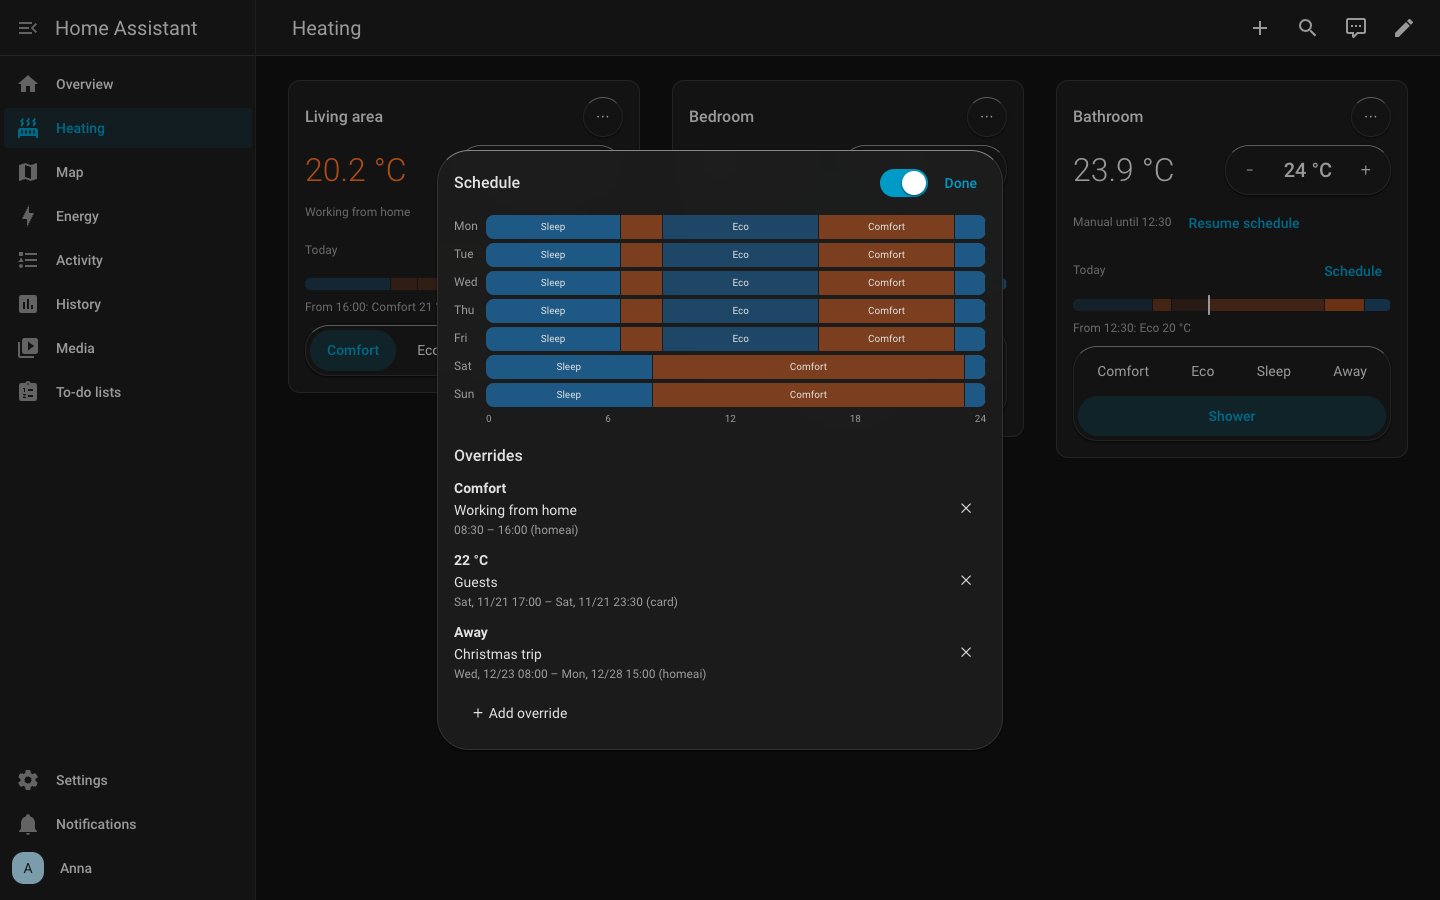 Home Assistant
Heating
Overview
Heating
Map
Energy
Activity
History
Media
To-do lists
Settings
Notifications
A
Anna
Living area
...
20.2 °C
Working from home
Today
From 16:00: Comfort 21
Comfort
Bedroom
...
Bathroom
...
23.9 °C
- 24 °C +
Manual until 12:30 Resume schedule
Today Schedule
From 12:30: Eco 20 °C
Comfort Eco Sleep Away
Shower
Schedule Done
Mon Sleep Eco Comfort
Tue Sleep Eco Comfort
Wed Sleep Eco Comfort
Thu Sleep Eco Comfort
Fri Sleep Eco Comfort
Sat Sleep Comfort
Sun Sleep Comfort
0 6 12 18 24
Overrides
Comfort
Working from home
08:30 – 16:00 (homeai)
22 °C
Guests
Sat, 11/21 17:00 – Sat, 11/21 23:30 (card)
Away
Christmas trip
Wed, 12/23 08:00 – Mon, 12/28 15:00 (homeai)
+ Add override